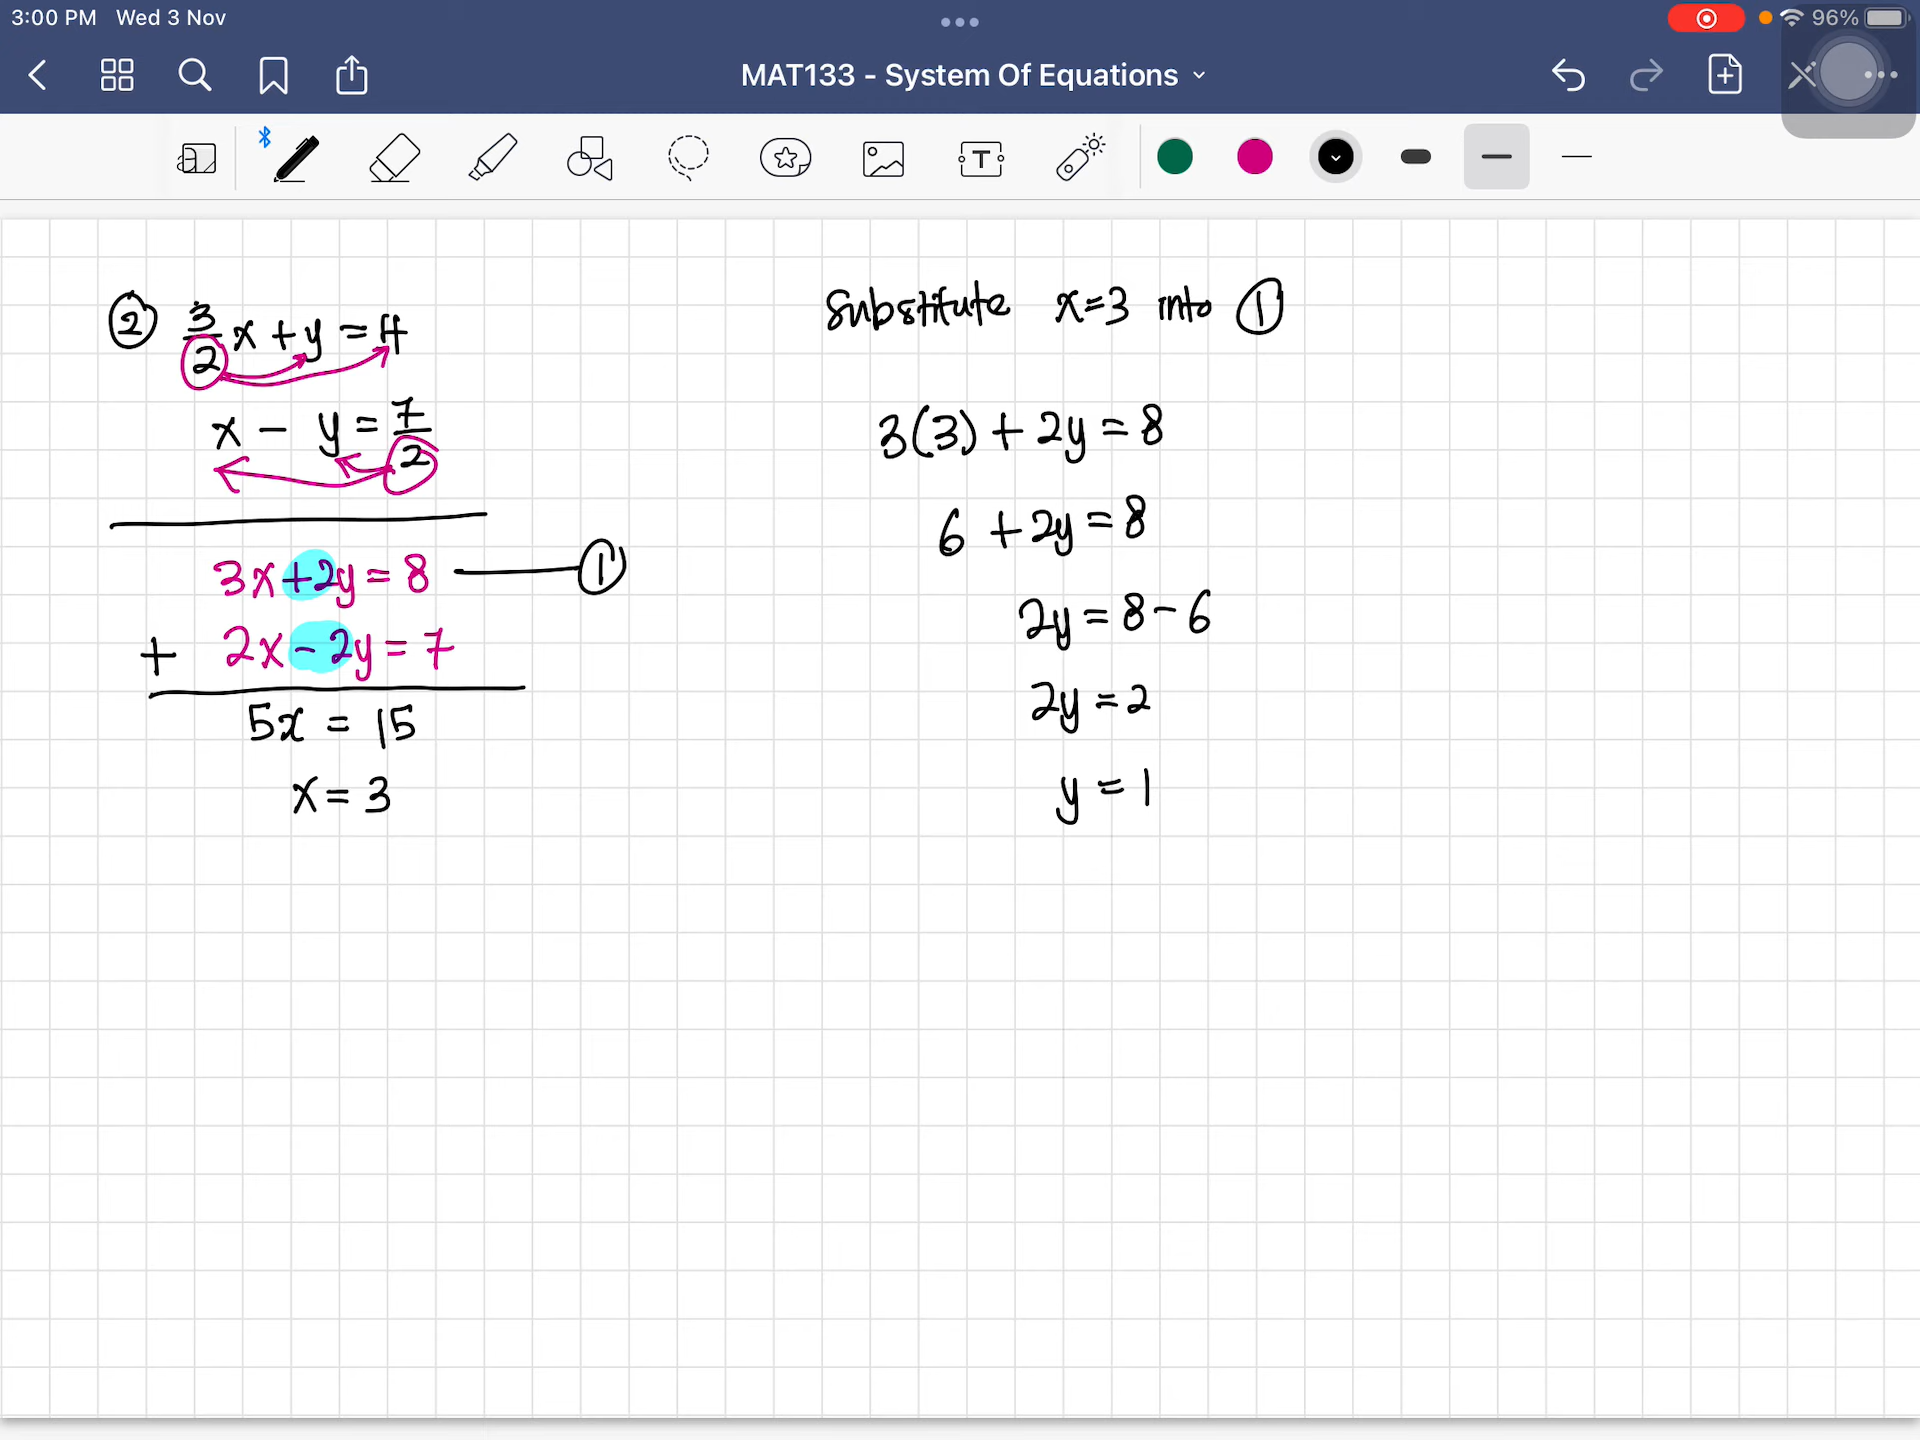 3:00 PM Wed 3 Nov
96%
MAT133 - System Of Equations
② 3/2 x + y = 4
x - y = 7/2
3x + 2y = 8 ——— ①
+ 2x - 2y = 7
5x = 15
x = 3
Substitute x = 3 into ①
3(3) + 2y = 8
6 + 2y = 8
2y = 8 - 6
2y = 2
y = 1